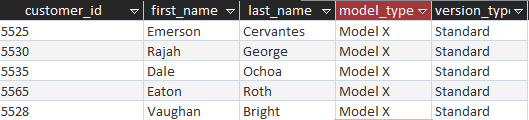 customer_id first_name last_name model_type version_type
5525 Emerson Cervantes Model X Standard
5530 Rajah George Model X Standard
5535 Dale Ochoa Model X Standard
5565 Eaton Roth Model X Standard
5528 Vaughan Bright Model X Standard